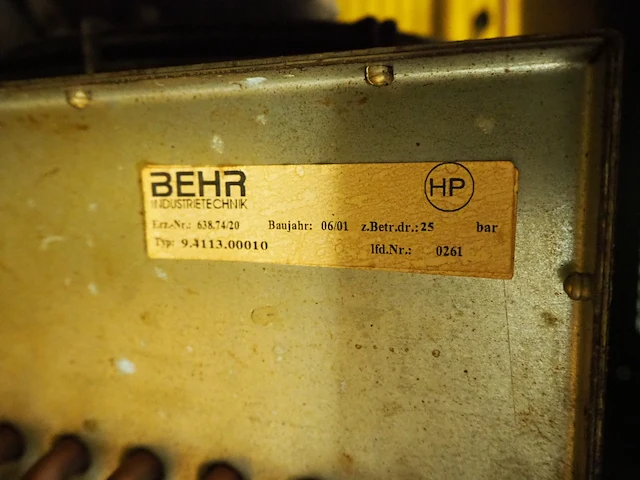 BEHR
INDUSTRIETECHNIK
HP
Erz.-Nr.: 638.74/20 Baujahr: 06/01 z.Betr.dr.: 25 bar
Typ: 9.4113.00010 lfd.Nr.: 0261